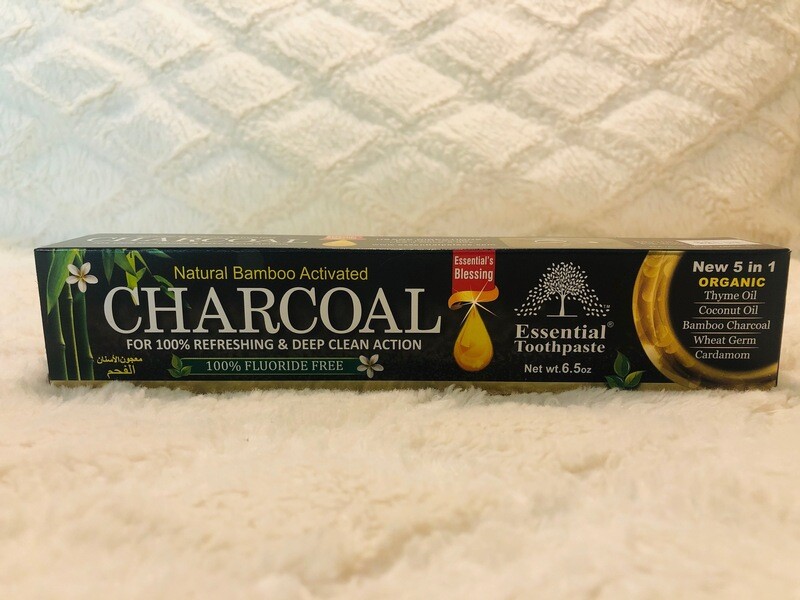 CHARCOAL
Natural Bamboo Activated
CHARCOAL
FOR 100% REFRESHING & DEEP CLEAN ACTION
معجون الأسنان
الفحم
100% FLUORIDE FREE
Essential's
Blessing
Essential®
Toothpaste
Net wt.6.5oz
™
New 5 in 1
ORGANIC
Thyme Oil
Coconut Oil
Bamboo Charcoal
Wheat Germ
Cardamom